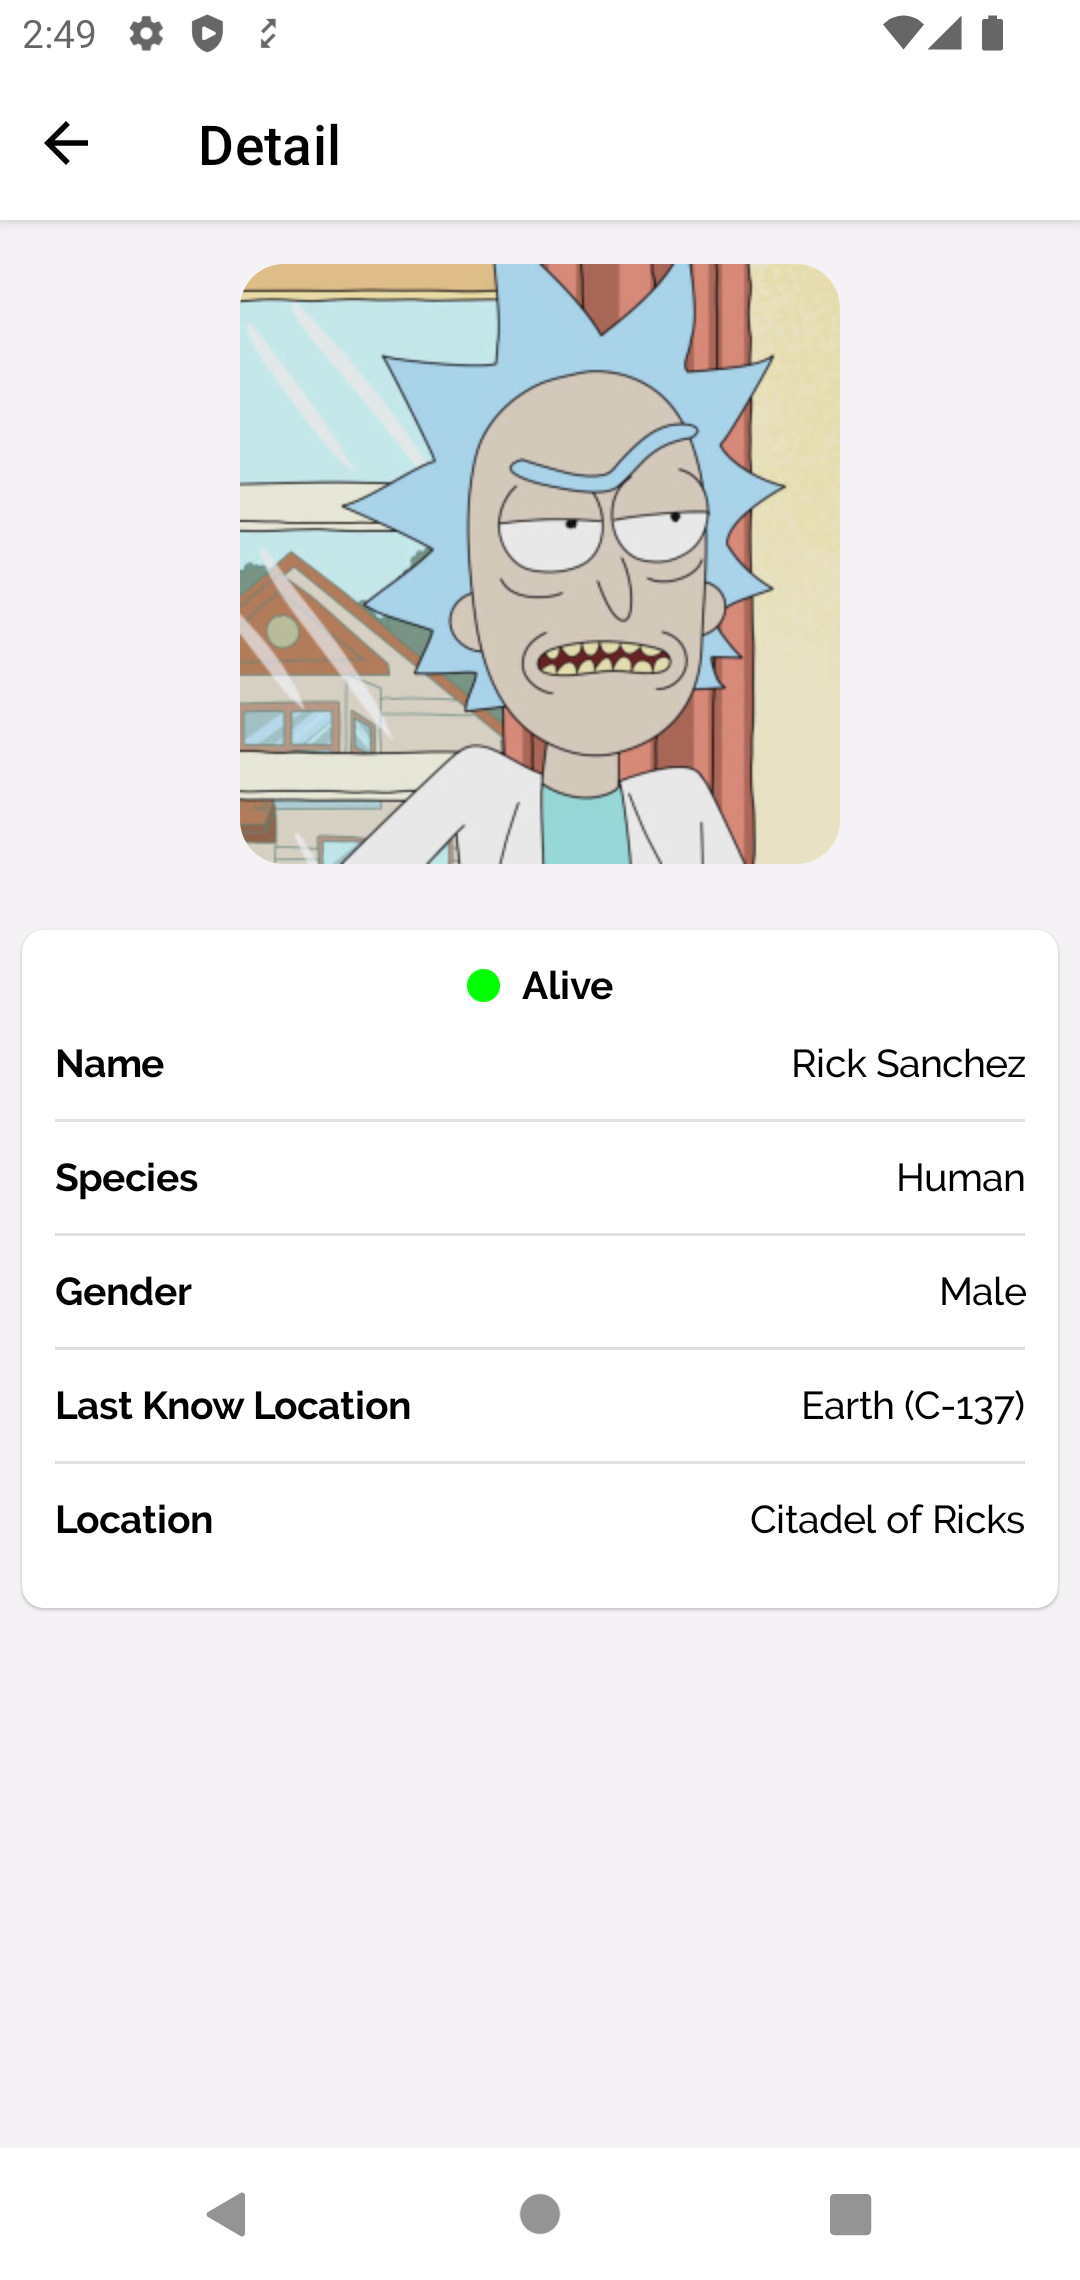 2:49
Detail
Alive
Name Rick Sanchez
Species Human
Gender Male
Last Know Location Earth (C-137)
Location Citadel of Ricks